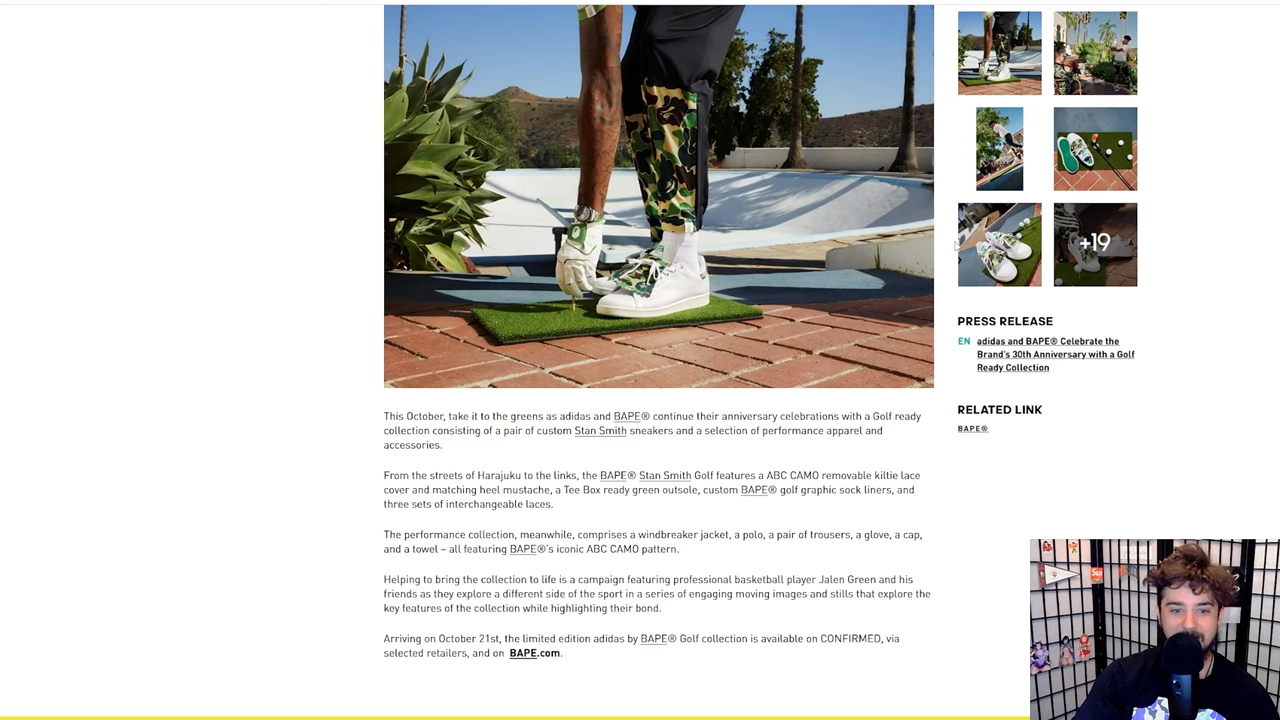 +19
PRESS RELEASE
EN adidas and BAPE® Celebrate the
Brand's 30th Anniversary with a Golf
Ready Collection
RELATED LINK
BAPE®
This October, take it to the greens as adidas and BAPE® continue their anniversary celebrations with a Golf ready
collection consisting of a pair of custom Stan Smith sneakers and a selection of performance apparel and
accessories.
From the streets of Harajuku to the links, the BAPE® Stan Smith Golf features a ABC CAMO removable kiltie lace
cover and matching heel mustache, a Tee Box ready green outsole, custom BAPE® golf graphic sock liners, and
three sets of interchangeable laces.
The performance collection, meanwhile, comprises a windbreaker jacket, a polo, a pair of trousers, a glove, a cap,
and a towel – all featuring BAPE®'s iconic ABC CAMO pattern.
Helping to bring the collection to life is a campaign featuring professional basketball player Jalen Green and his
friends as they explore a different side of the sport in a series of engaging moving images and stills that explore the
key features of the collection while highlighting their bond.
Arriving on October 21st, the limited edition adidas by BAPE® Golf collection is available on CONFIRMED, via
selected retailers, and on BAPE.com.